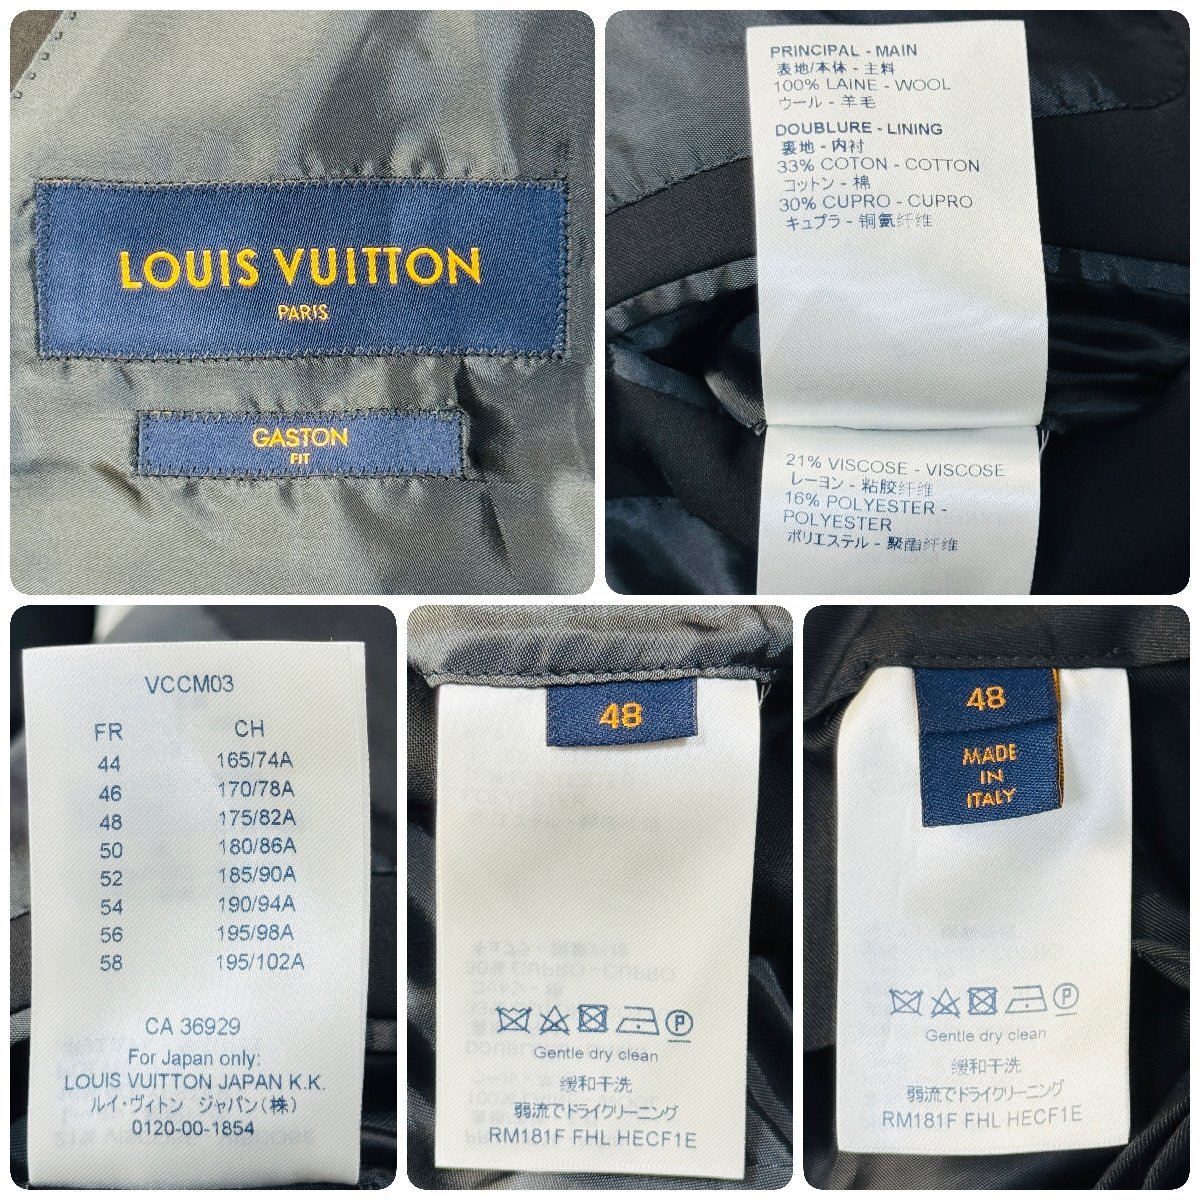 LOUIS VUITTON
PARIS
GASTON
FIT
PRINCIPAL - MAIN
表地/本体 - 主料
100% LAINE - WOOL
ウール - 羊毛
DOUBLURE - LINING
裏地 - 内衬
33% COTON - COTTON
コットン - 棉
30% CUPRO - CUPRO
キュプラ - 铜氨纤维
21% VISCOSE - VISCOSE
レーヨン - 粘胶纤维
16% POLYESTER -
POLYESTER
ポリエステル - 聚酯纤维
VCCM03
FR CH
44 165/74A
46 170/78A
48 175/82A
50 180/86A
52 185/90A
54 190/94A
56 195/98A
58 195/102A
CA 36929
For Japan only:
LOUIS VUITTON JAPAN K.K.
ルイ・ヴィトン ジャパン(株)
0120-00-1854
48
P
Gentle dry clean
缓和干洗
弱流でドライクリーニング
RM181F FHL HECF1E
48
MADE
IN
ITALY
P
Gentle dry clean
缓和干洗
弱流でドライクリーニング
RM181F FHL HECF1E